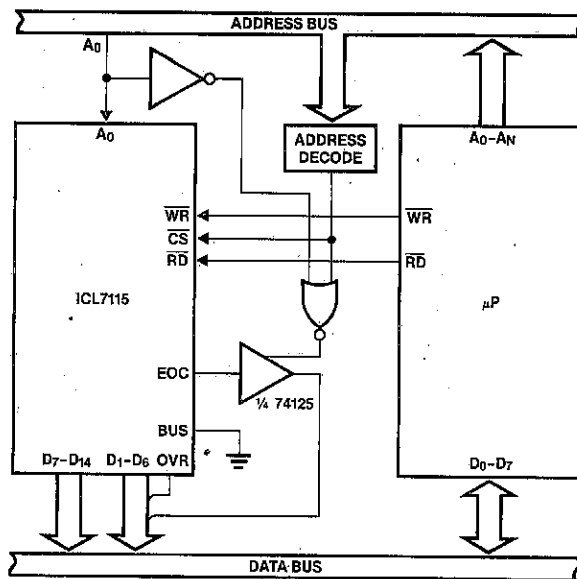 ADDRESS BUS
A0
A0
ADDRESS
DECODE
A0–AN
WR
WR
CS
RD
RD
ICL7115
μP
EOC
¼ 74125
BUS
D7–D14
D1–D6
OVR
D0–D7
DATA BUS